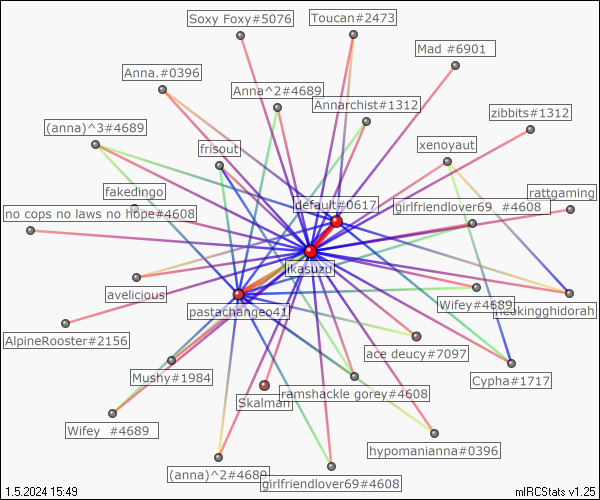 Soxy Foxy#5076
Toucan#2473
Mad #6901
Anna.#0396
Anna^2#4689
Annarchist#1312
zibbits#1312
(anna)^3#4689
frisout
xenoyaut
fakedingo
default#0617
girlfriendlover69 #4608
rattgaming
no cops no laws no hope#4608
ikasuzu
avelicious
pastachangeo41
Wifey#4689
neokingghidorah
AlpineRooster#2156
ace deucy#7097
Mushy#1984
Skalman
ramshackle gorey#4608
Cypha#1717
Wifey #4689
hypomanianna#0396
(anna)^2#4689
girlfriendlover69#4608
1.5.2024 15:49
mIRCStats v1.25